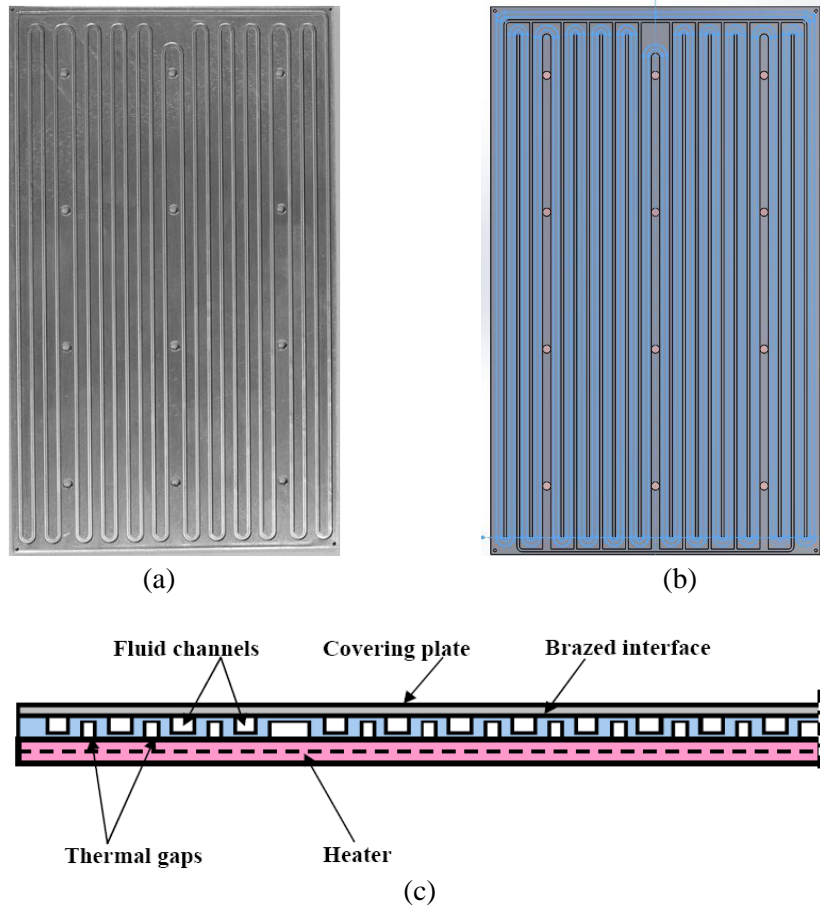 (a)
(b)
Fluid channels
Covering plate
Brazed interface
Thermal gaps
Heater
(c)